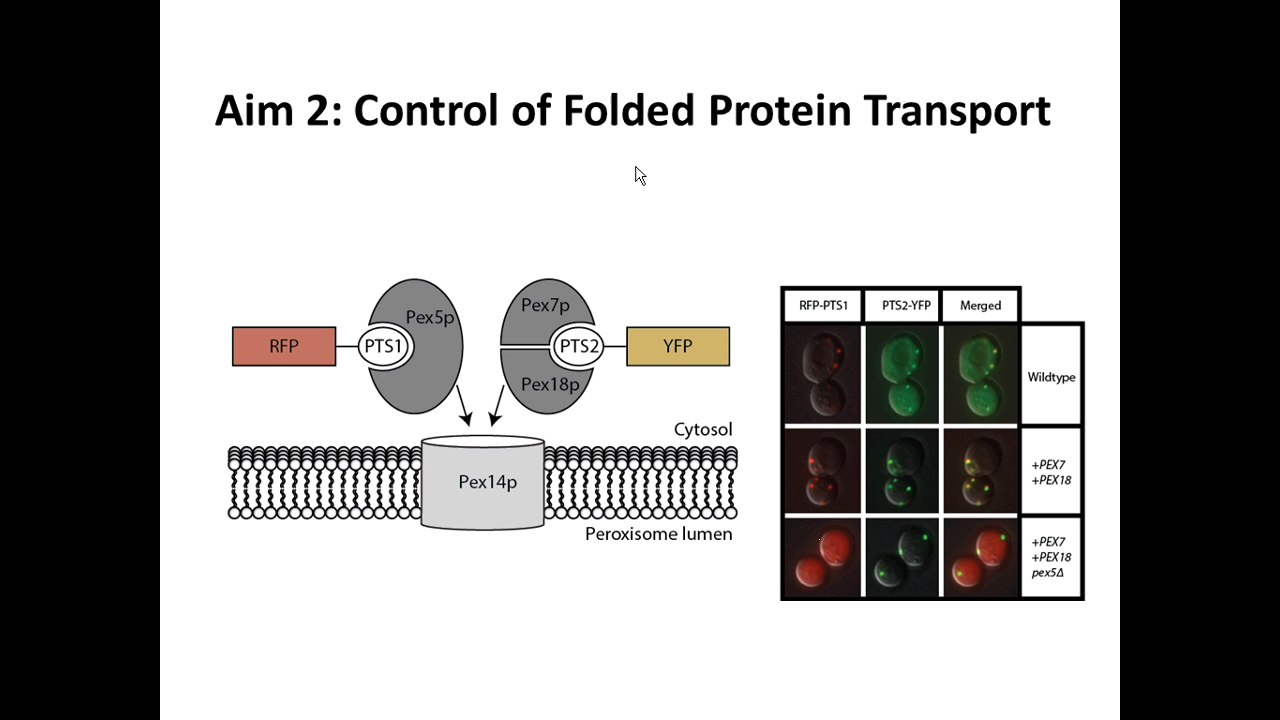 Aim 2: Control of Folded Protein Transport
RFP
PTS1
Pex5p
Pex7p
PTS2
Pex18p
YFP
Cytosol
Pex14p
Peroxisome lumen
RFP-PTS1
PTS2-YFP
Merged
Wildtype
+PEX7
+PEX18
+PEX7
+PEX18
pex5Δ